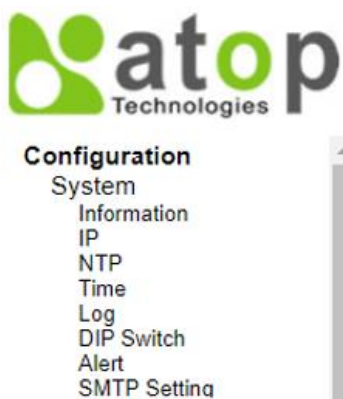 atop
Technologies
Configuration
System
Information
IP
NTP
Time
Log
DIP Switch
Alert
SMTP Setting